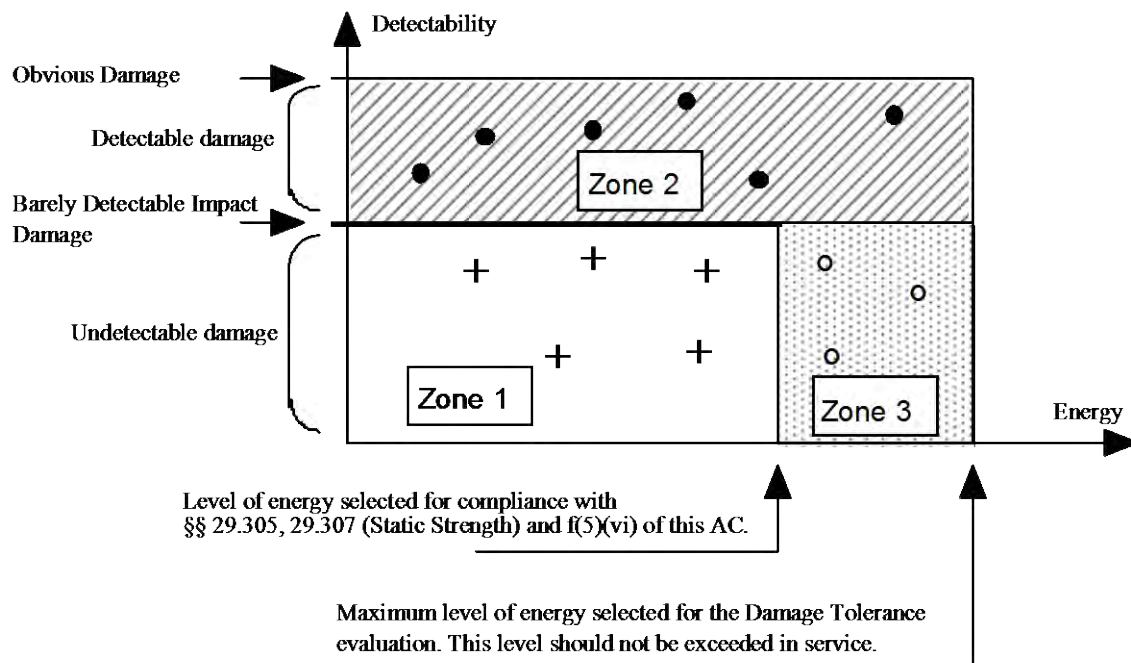 Detectability
Obvious Damage
Detectable damage
Zone 2
Barely Detectable Impact
Damage
Undetectable damage
Zone 1
Zone 3
Energy
Level of energy selected for compliance with
§§ 29.305, 29.307 (Static Strength) and f(5)(vi) of this AC.
Maximum level of energy selected for the Damage Tolerance
evaluation. This level should not be exceeded in service.